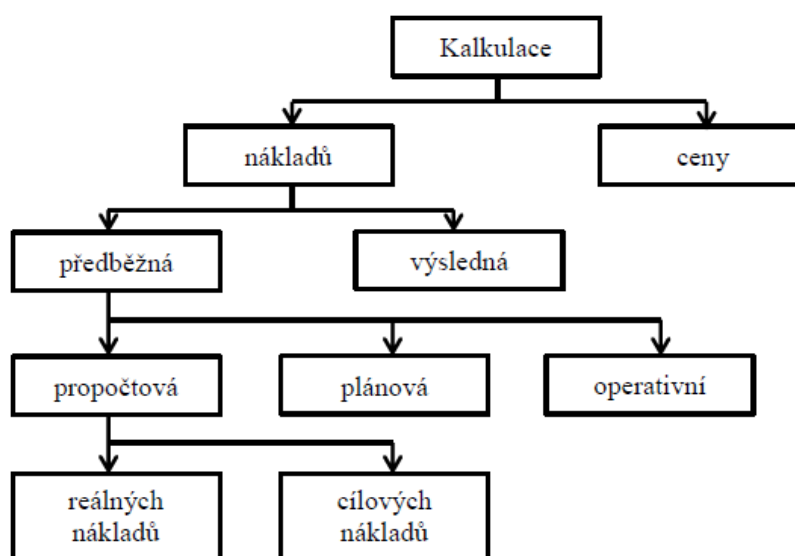 Kalkulace
nákladů
ceny
předběžná
výsledná
propočtová
plánová
operativní
reálných
nákladů
cílových
nákladů